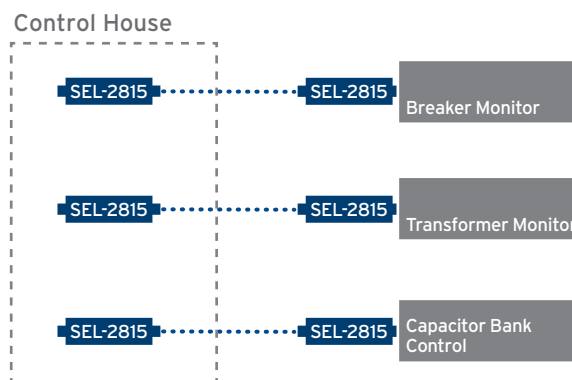 Control House
SEL-2815 SEL-2815
Breaker Monitor
SEL-2815 SEL-2815
Transformer Monitor
SEL-2815 SEL-2815
Capacitor Bank
Control